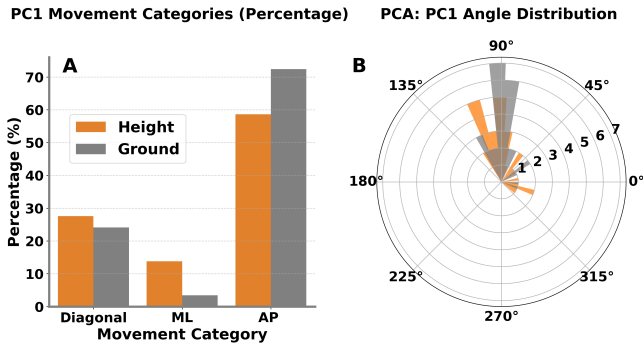 PC1 Movement Categories (Percentage)
A
Percentage (%)
70
60
50
40
30
20
10
0
Height
Ground
Diagonal ML AP
Movement Category
PCA: PC1 Angle Distribution
B
90°
135° 45°
180° 0°
225° 315°
270°
1 2 3 4 5 6 7